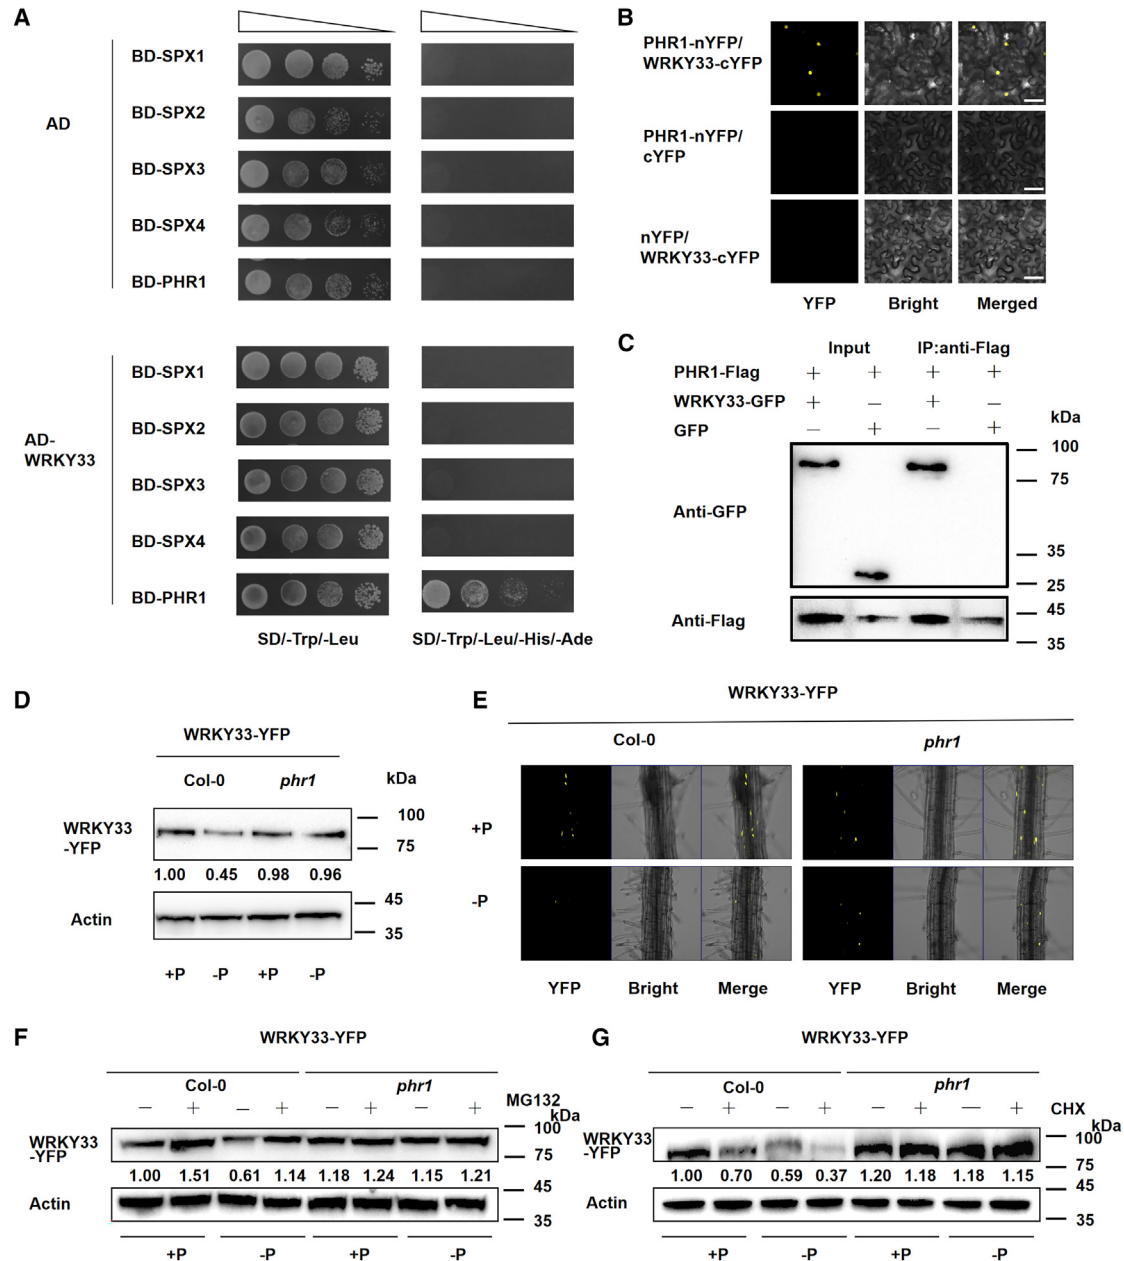 A
AD
BD-SPX1
BD-SPX2
BD-SPX3
BD-SPX4
BD-PHR1
AD-
WRKY33
BD-SPX1
BD-SPX2
BD-SPX3
BD-SPX4
BD-PHR1
SD/-Trp/-Leu
SD/-Trp/-Leu/-His/-Ade
B
PHR1-nYFP/
WRKY33-cYFP
PHR1-nYFP/
cYFP
nYFP/
WRKY33-cYFP
YFP Bright Merged
C
Input IP:anti-Flag
PHR1-Flag + + + +
WRKY33-GFP + − + −
GFP − + − +
kDa
100
75
Anti-GFP
35
25
Anti-Flag
45
35
D
WRKY33-YFP
Col-0 phr1
kDa
WRKY33
-YFP
100
75
1.00 0.45 0.98 0.96
Actin
45
35
+P -P +P -P
E
WRKY33-YFP
Col-0 phr1
+P
-P
YFP Bright Merge YFP Bright Merge
F
WRKY33-YFP
Col-0 phr1
− + − + − + − + MG132
kDa
WRKY33
-YFP
100
75
1.00 1.51 0.61 1.14 1.18 1.24 1.15 1.21
Actin
45
35
+P -P +P -P
G
WRKY33-YFP
Col-0 phr1
− + − + − + − + CHX
kDa
WRKY33
-YFP
100
75
1.00 0.70 0.59 0.37 1.20 1.18 1.18 1.15
Actin
45
35
+P -P +P -P